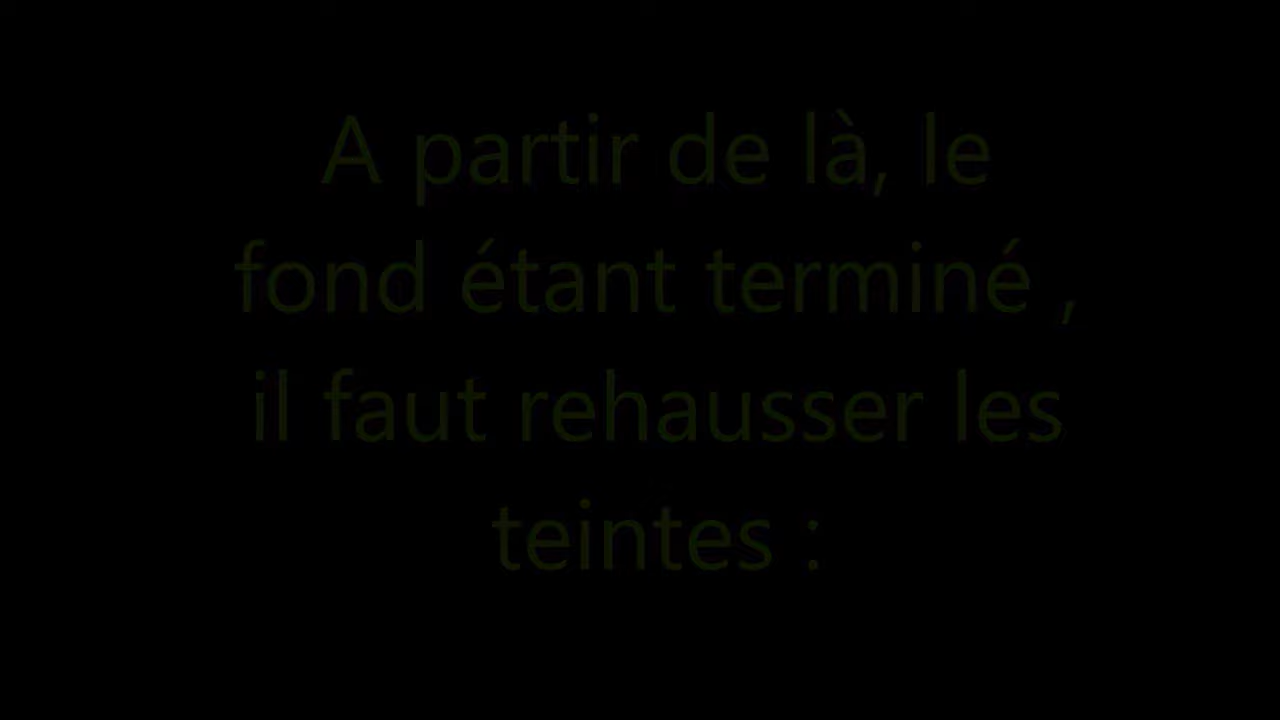 A partir de là, le
fond étant terminé ,
il faut rehausser les
teintes :